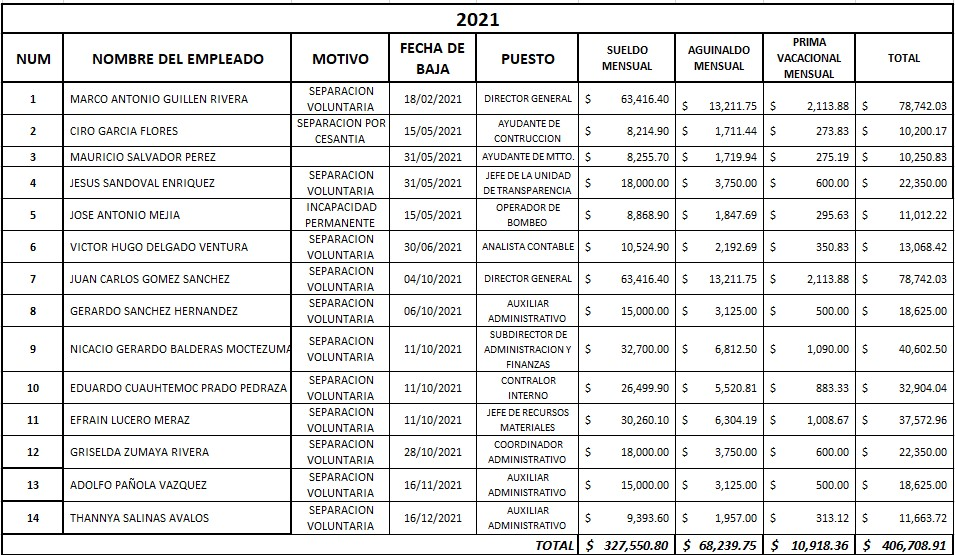 2021
NUM NOMBRE DEL EMPLEADO MOTIVO FECHA DE BAJA PUESTO SUELDO MENSUAL AGUINALDO MENSUAL PRIMA VACACIONAL MENSUAL TOTAL
1 MARCO ANTONIO GUILLEN RIVERA SEPARACION VOLUNTARIA 18/02/2021 DIRECTOR GENERAL $ 63,416.40 $ 13,211.75 $ 2,113.88 $ 78,742.03
2 CIRO GARCIA FLORES SEPARACION POR CESANTIA 15/05/2021 AYUDANTE DE CONTRUCCION $ 8,214.90 $ 1,711.44 $ 273.83 $ 10,200.17
3 MAURICIO SALVADOR PEREZ 31/05/2021 AYUDANTE DE MTTO. $ 8,255.70 $ 1,719.94 $ 275.19 $ 10,250.83
4 JESUS SANDOVAL ENRIQUEZ SEPARACION VOLUNTARIA 31/05/2021 JEFE DE LA UNIDAD DE TRANSPARENCIA $ 18,000.00 $ 3,750.00 $ 600.00 $ 22,350.00
5 JOSE ANTONIO MEJIA INCAPACIDAD PERMANENTE 15/05/2021 OPERADOR DE BOMBEO $ 8,868.90 $ 1,847.69 $ 295.63 $ 11,012.22
6 VICTOR HUGO DELGADO VENTURA SEPARACION VOLUNTARIA 30/06/2021 ANALISTA CONTABLE $ 10,524.90 $ 2,192.69 $ 350.83 $ 13,068.42
7 JUAN CARLOS GOMEZ SANCHEZ SEPARACION VOLUNTARIA 04/10/2021 DIRECTOR GENERAL $ 63,416.40 $ 13,211.75 $ 2,113.88 $ 78,742.03
8 GERARDO SANCHEZ HERNANDEZ SEPARACION VOLUNTARIA 06/10/2021 AUXILIAR ADMINISTRATIVO $ 15,000.00 $ 3,125.00 $ 500.00 $ 18,625.00
9 NICACIO GERARDO BALDERAS MOCTEZUMA SEPARACION VOLUNTARIA 11/10/2021 SUBDIRECTOR DE ADMINISTRACION Y FINANZAS $ 32,700.00 $ 6,812.50 $ 1,090.00 $ 40,602.50
10 EDUARDO CUAUHTEMOC PRADO PEDRAZA SEPARACION VOLUNTARIA 11/10/2021 CONTRALOR INTERNO $ 26,499.90 $ 5,520.81 $ 883.33 $ 32,904.04
11 EFRAIN LUCERO MERAZ SEPARACION VOLUNTARIA 11/10/2021 JEFE DE RECURSOS MATERIALES $ 30,260.10 $ 6,304.19 $ 1,008.67 $ 37,572.96
12 GRISELDA ZUMAYA RIVERA SEPARACION VOLUNTARIA 28/10/2021 COORDINADOR ADMINISTRATIVO $ 18,000.00 $ 3,750.00 $ 600.00 $ 22,350.00
13 ADOLFO PAÑOLA VAZQUEZ SEPARACION VOLUNTARIA 16/11/2021 AUXILIAR ADMINISTRATIVO $ 15,000.00 $ 3,125.00 $ 500.00 $ 18,625.00
14 THANNYA SALINAS AVALOS SEPARACION VOLUNTARIA 16/12/2021 AUXILIAR ADMINISTRATIVO $ 9,393.60 $ 1,957.00 $ 313.12 $ 11,663.72
TOTAL $ 327,550.80 $ 68,239.75 $ 10,918.36 $ 406,708.91